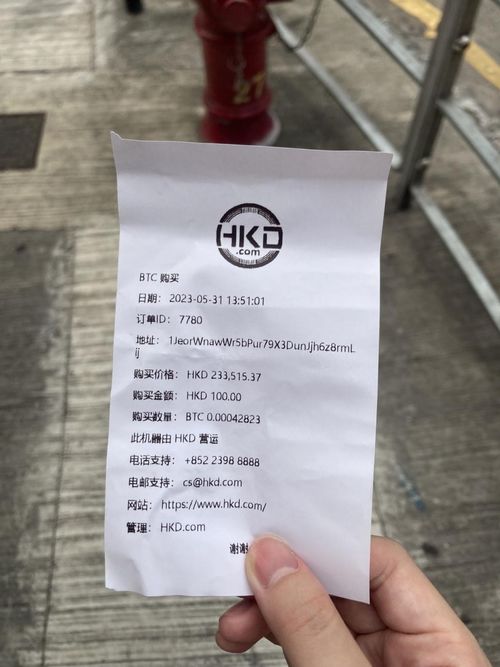 27
HKD
.com
BTC 购买
日期: 2023-05-31 13:51:01
订单ID: 7780
地址: 1JeorWnawWr5bPur79X3DunJjh6z8rmL
ij
购买价格: HKD 233,515.37
购买金额: HKD 100.00
购买数量: BTC 0.00042823
此机器由 HKD 营运
电话支持: +852 2398 8888
电邮支持: cs@hkd.com
网站: https://www.hkd.com/
管理: HKD.com
谢谢